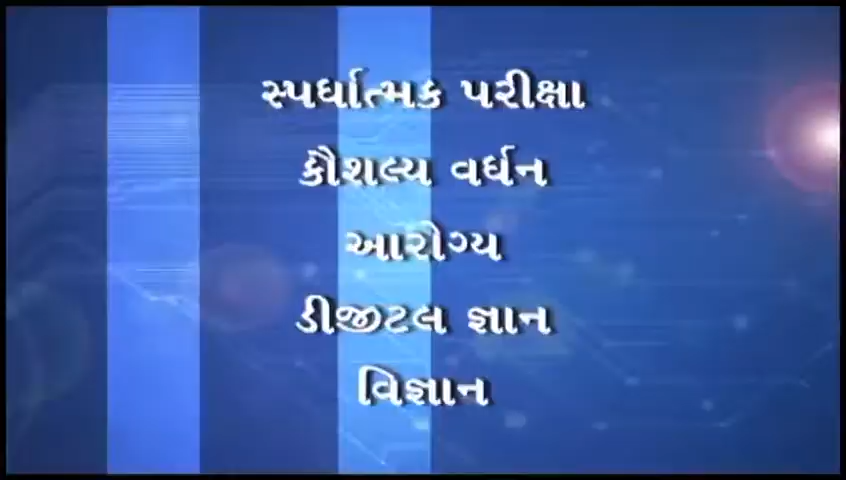 સ્પર્ધાત્મક પરીક્ષા
કૌશલ્ય વર્ધન
આરોગ્ય
ડીજીટલ જ્ઞાન
વિજ્ઞાન